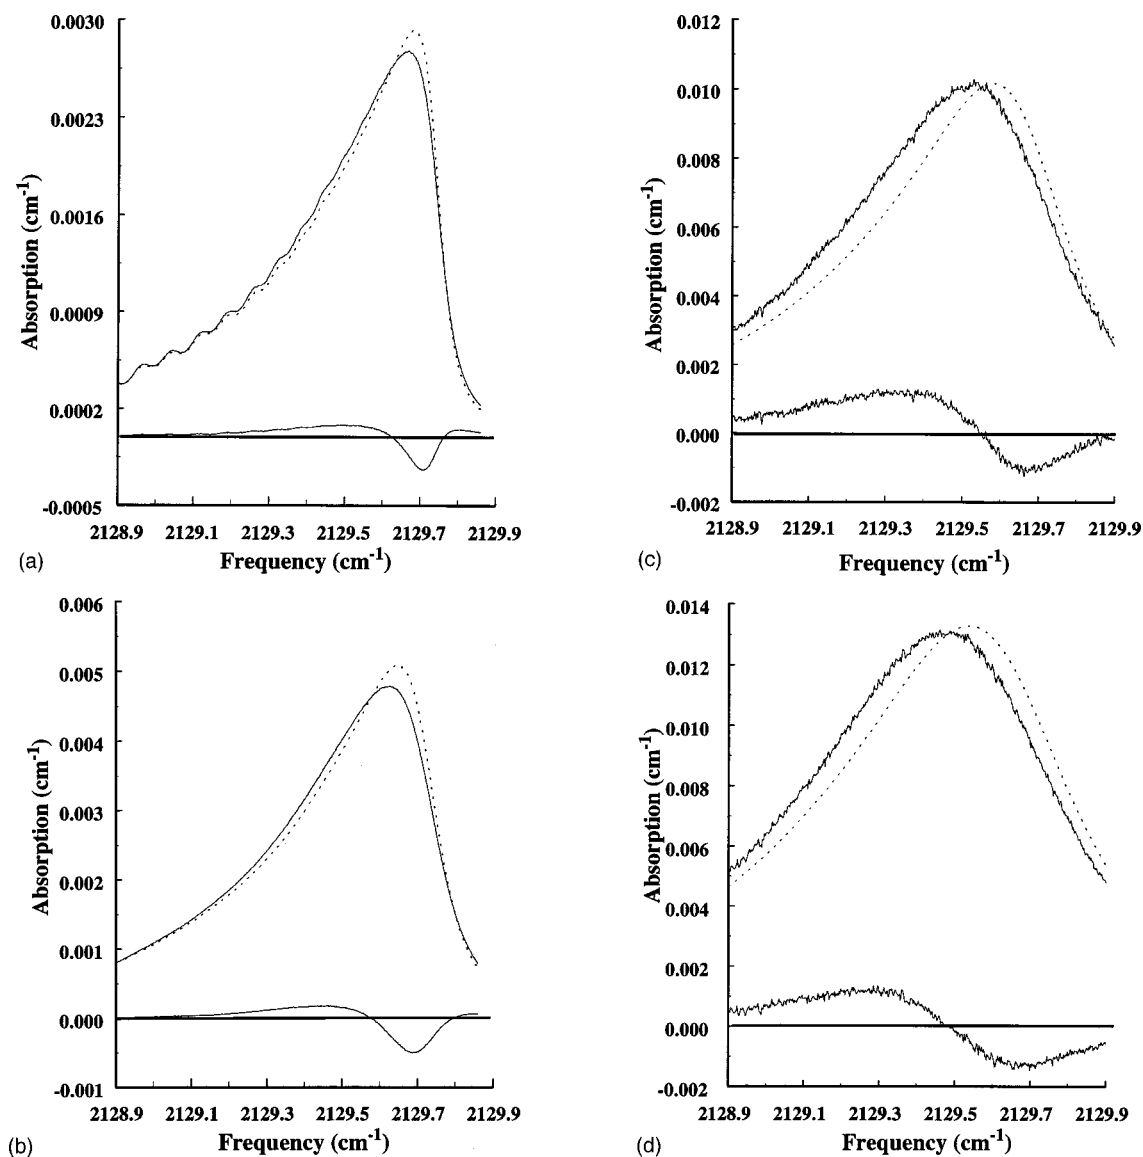 0.0030
0.0023
0.0016
0.0009
0.0002
-0.0005
Absorption (cm-1)
2128.9 2129.1 2129.3 2129.5 2129.7 2129.9
(a)
Frequency (cm-1)
0.012
0.010
0.008
0.006
0.004
0.002
0.000
-0.002
Absorption (cm-1)
2128.9 2129.1 2129.3 2129.5 2129.7 2129.9
(c)
Frequency (cm-1)
0.006
0.005
0.004
0.003
0.002
0.001
0.000
-0.001
Absorption (cm-1)
2128.9 2129.1 2129.3 2129.5 2129.7 2129.9
(b)
Frequency (cm-1)
0.014
0.012
0.010
0.008
0.006
0.004
0.002
0.000
-0.002
Absorption (cm-1)
2128.9 2129.1 2129.3 2129.5 2129.7 2129.9
(d)
Frequency (cm-1)